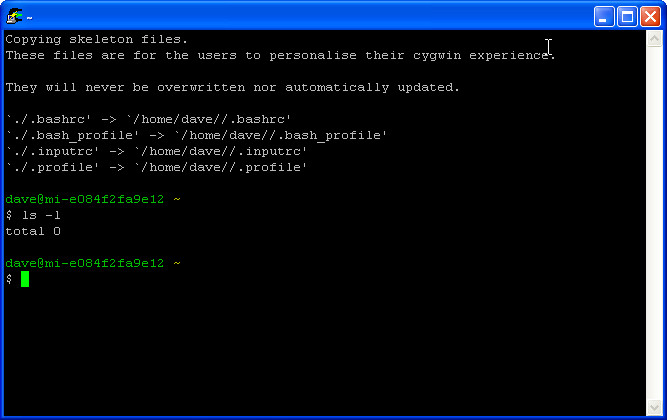 ~
Copying skeleton files.
These files are for the users to personalise their cygwin experience.
They will never be overwritten nor automatically updated.
`./.bashrc' -> `/home/dave//.bashrc'
`./.bash_profile' -> `/home/dave//.bash_profile'
`./.inputrc' -> `/home/dave//.inputrc'
`./.profile' -> `/home/dave//.profile'
dave@mi-e084f2fa9e12 ~
$ ls -l
total 0
dave@mi-e084f2fa9e12 ~
$